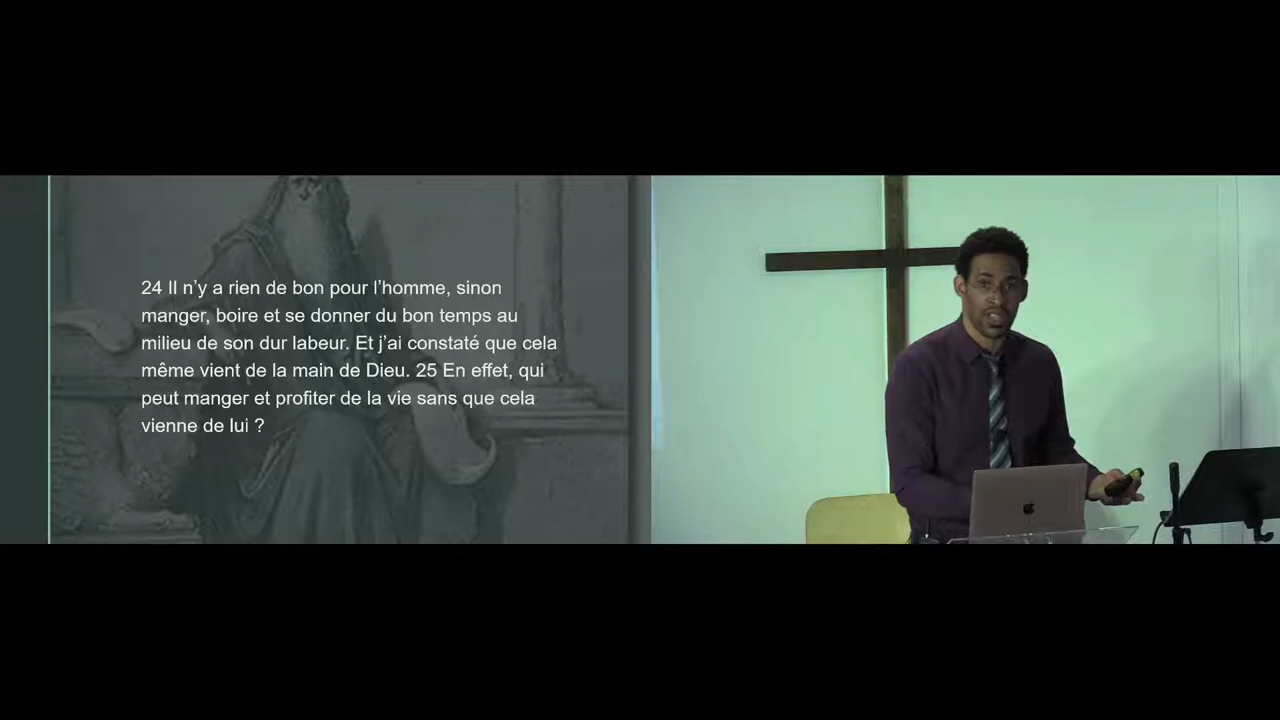 24 Il n’y a rien de bon pour l’homme, sinon
manger, boire et se donner du bon temps au
milieu de son dur labeur. Et j’ai constaté que cela
même vient de la main de Dieu. 25 En effet, qui
peut manger et profiter de la vie sans que cela
vienne de lui ?